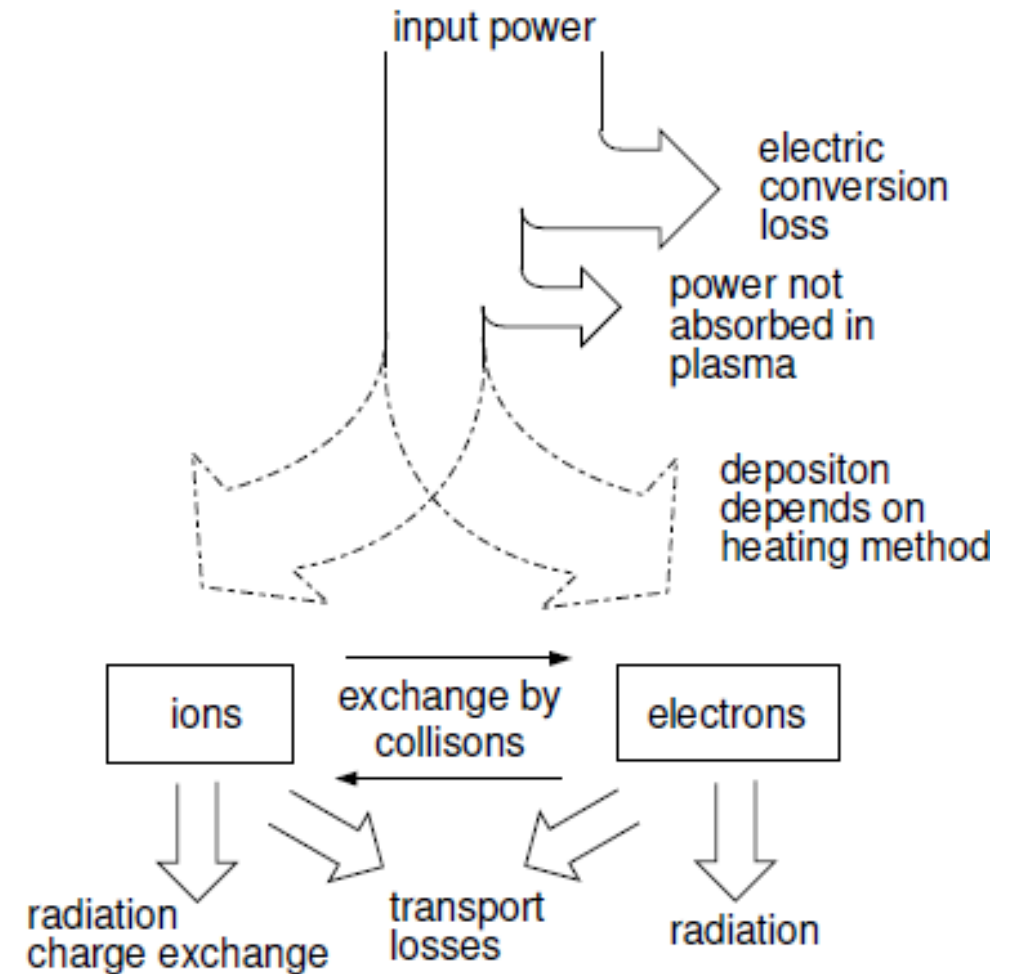 input power
electric
conversion
loss
power not
absorbed in
plasma
depositon
depends on
heating method
ions
exchange by
collisons
electrons
radiation
charge exchange
transport
losses
radiation